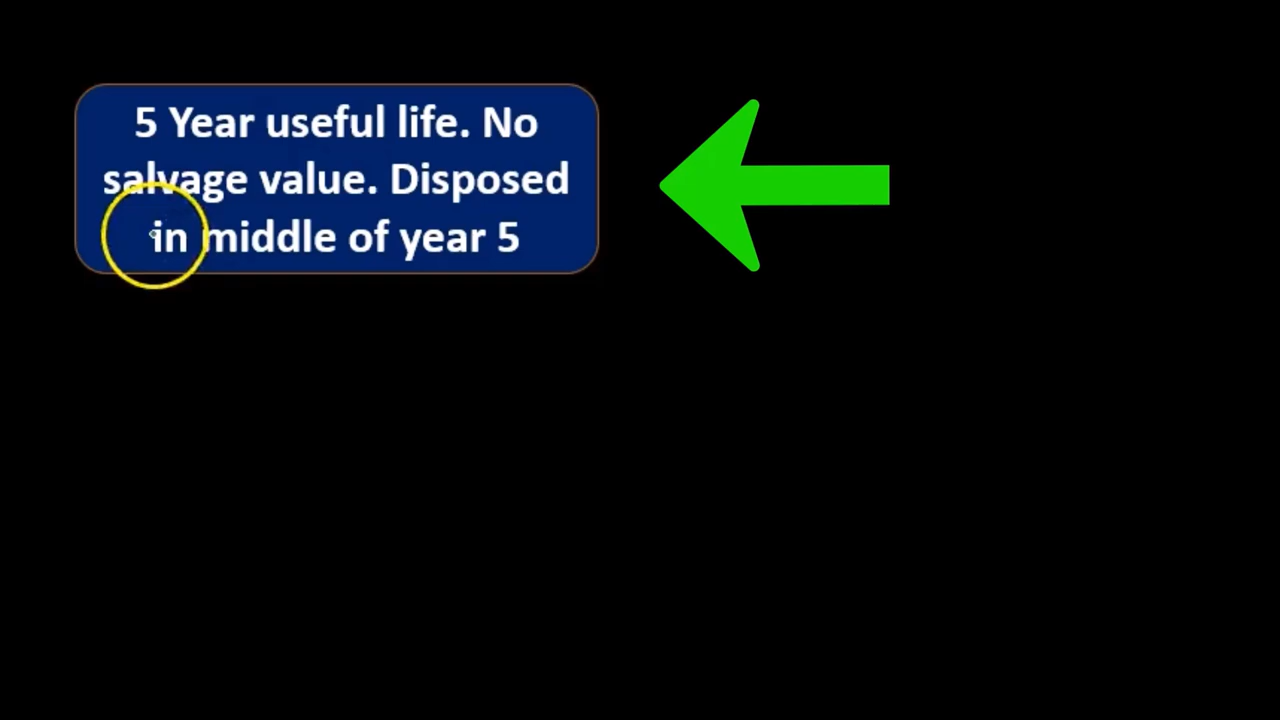 5 Year useful life. No
salvage value. Disposed
in middle of year 5